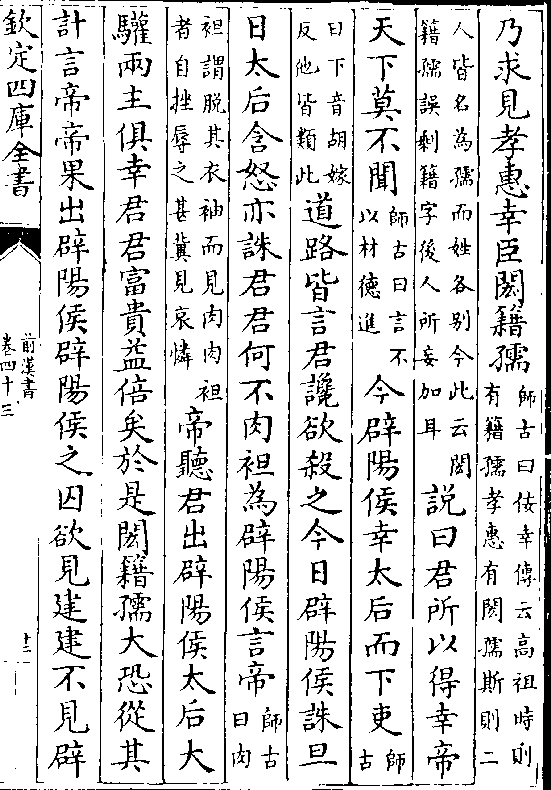 乃求見孝惠幸臣閎籍孺師古曰佞幸傳云高祖時則有籍孺孝惠有閎孺斯則二
人皆名為孺而姓各别今此云閎籍孺誤剰籍字後人所妄加耳說曰君所以得幸帝
天下莫不聞師古曰言不以材徳進今辟陽侯幸太后而下吏師古
曰下音胡嫁反他皆類此道路皆言君讒欲殺之今日辟陽侯誅旦
日太后含怒亦誅君君何不肉袒為辟陽侯言帝師古曰肉
袒謂脱其衣袖而見肉肉袒者自挫辱之甚冀見哀憐帝聽君出辟陽侯太后大
驩兩主俱幸君君富貴益倍矣於是閎籍孺大恐從其
計言帝帝果出辟陽侯辟陽侯之囚欲見建建不見辟
欽定四庫全書
前漢書
卷四十三
十三